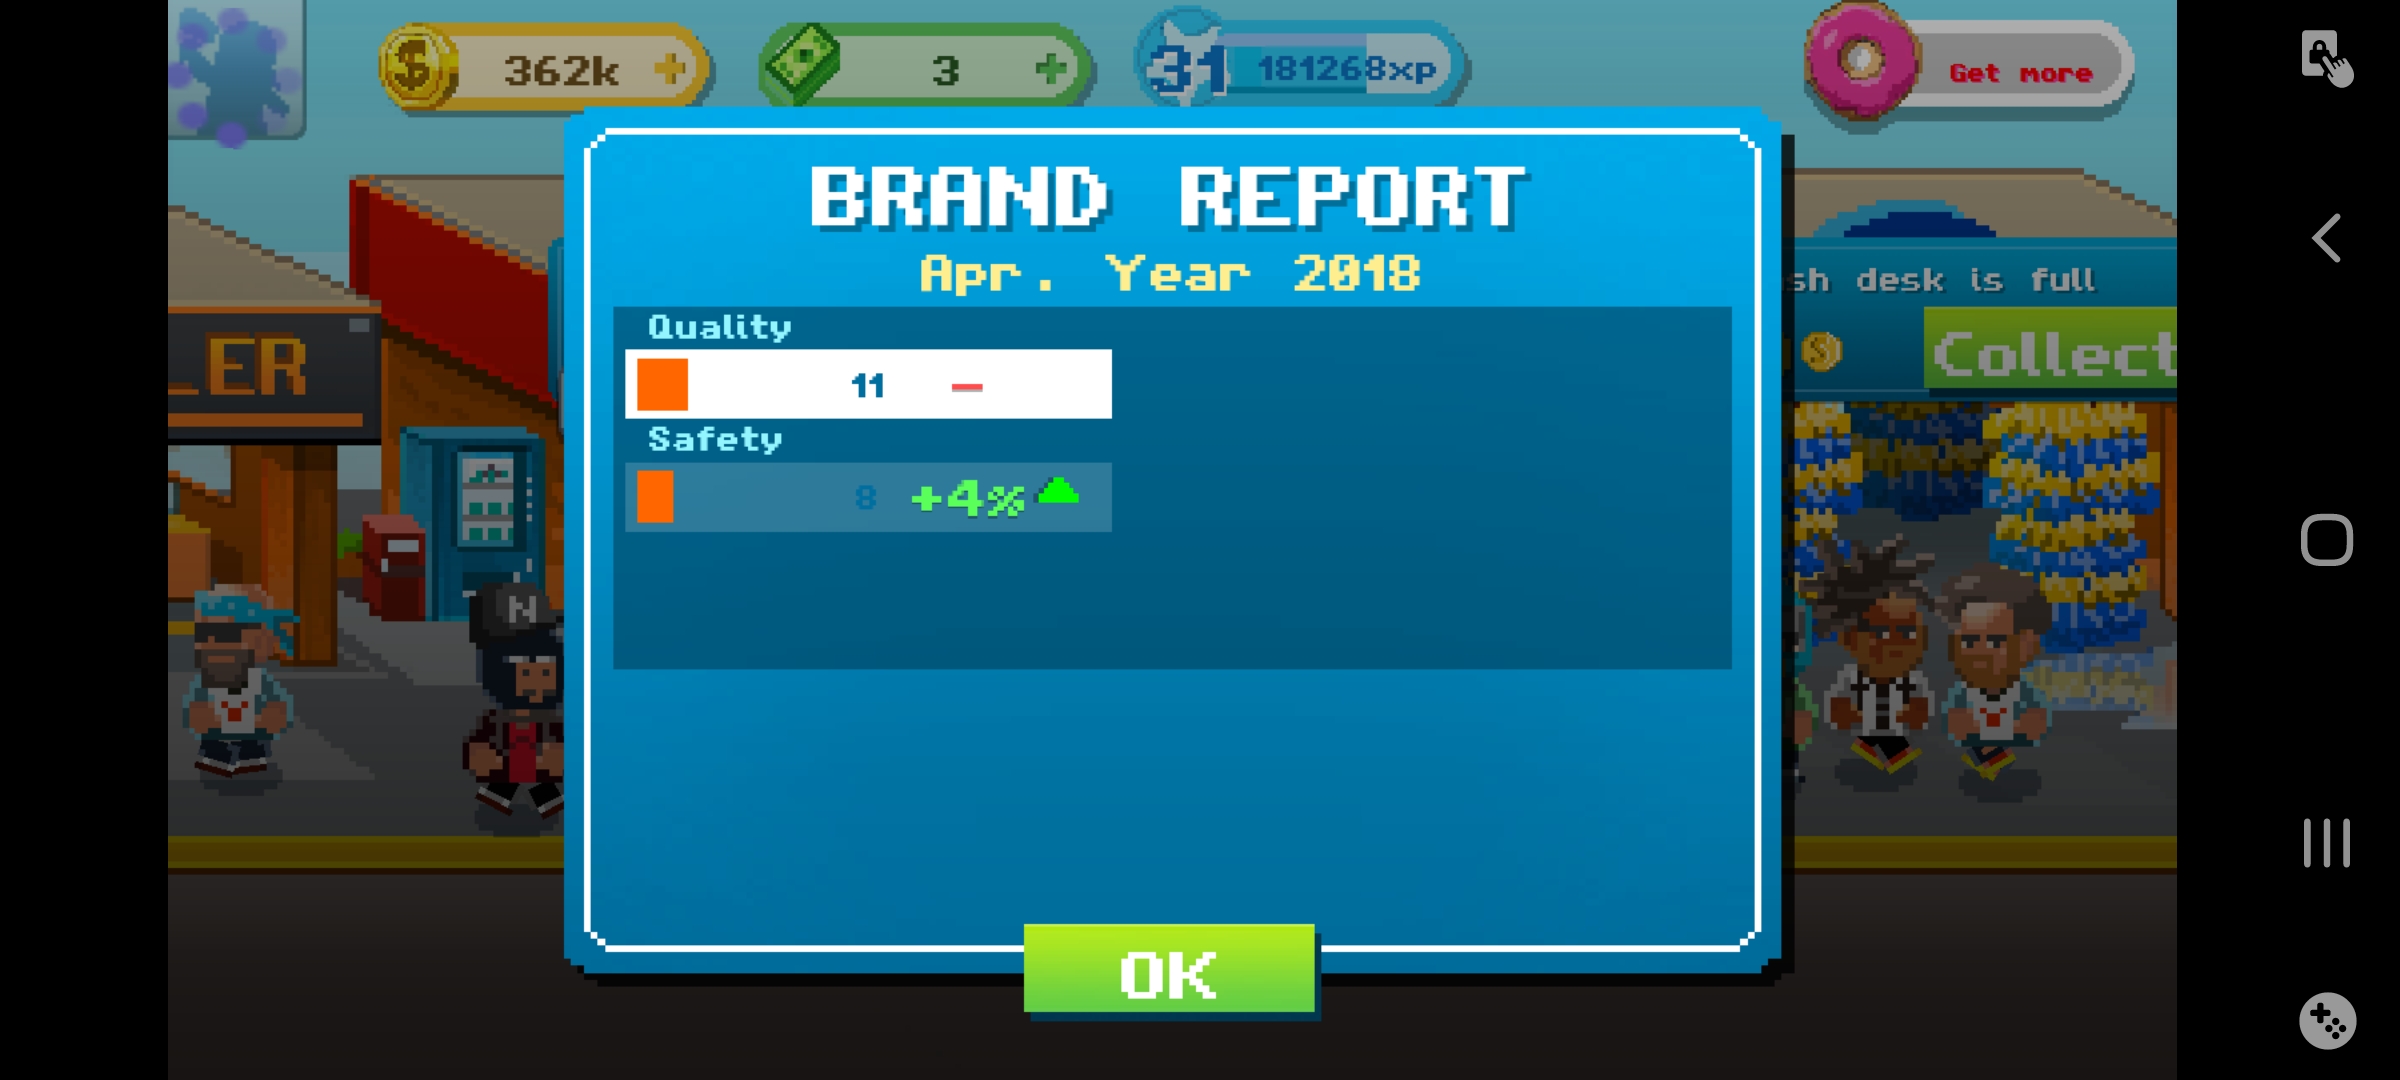 362k +
3 +
31 181268xp
Get more
BRAND REPORT
Apr. Year 2018
Quality
11 –
Safety
8 +4%
sh desk is full
Collect
ER
N
OK